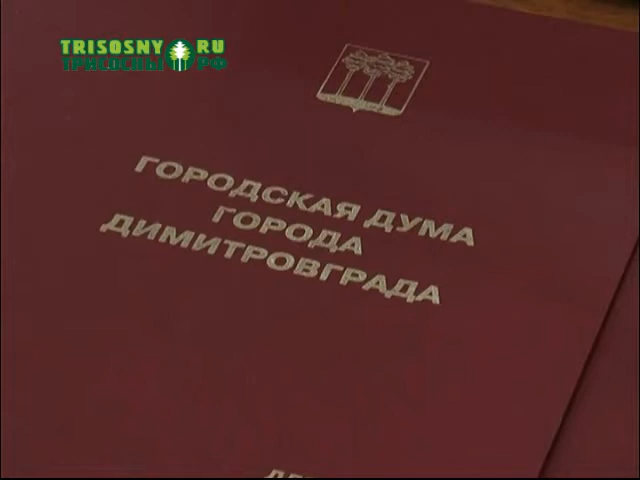 TRISOSNY.RU
ТРИСОСНЫ.РФ
ГОРОДСКАЯ ДУМА
ГОРОДА
ДИМИТРОВГРАДА